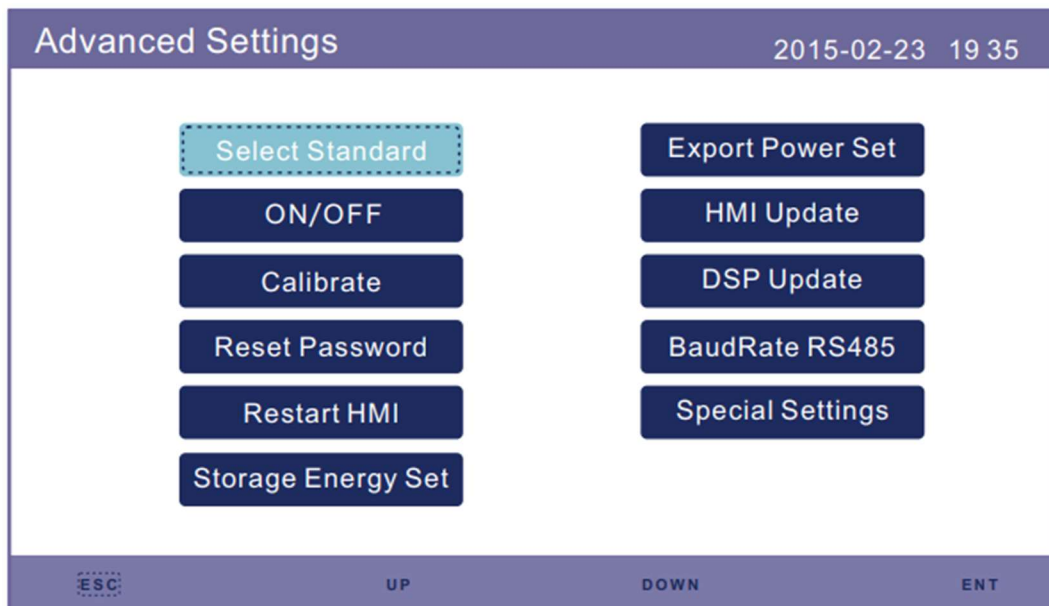 Advanced Settings
2015-02-23 19 35
Select Standard
ON/OFF
Calibrate
Reset Password
Restart HMI
Storage Energy Set
Export Power Set
HMI Update
DSP Update
BaudRate RS485
Special Settings
ESC UP DOWN ENT